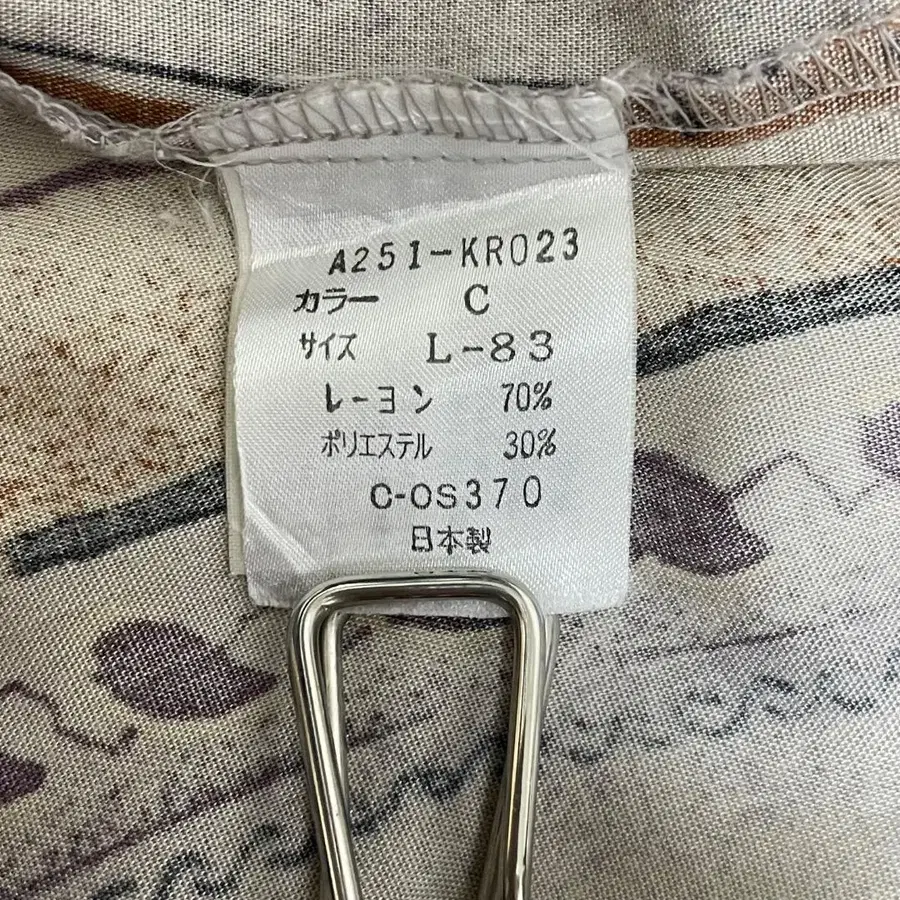 A251-KR023
カラー C
サイズ L-83
レーヨン 70%
ポリエステル 30%
C-OS370
日本製